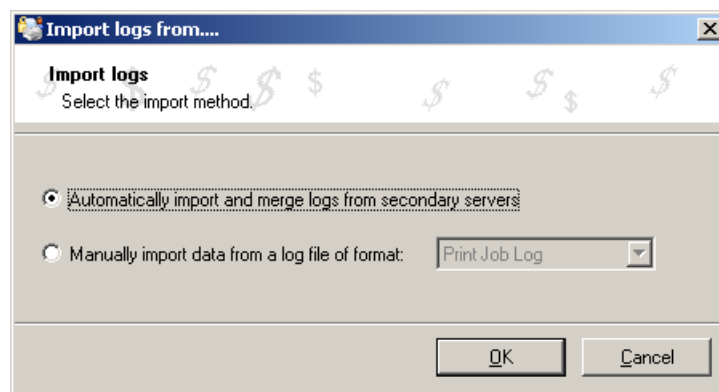 Import logs from....
Import logs
Select the import method.
Automatically import and merge logs from secondary servers
Manually import data from a log file of format: Print Job Log
OK Cancel